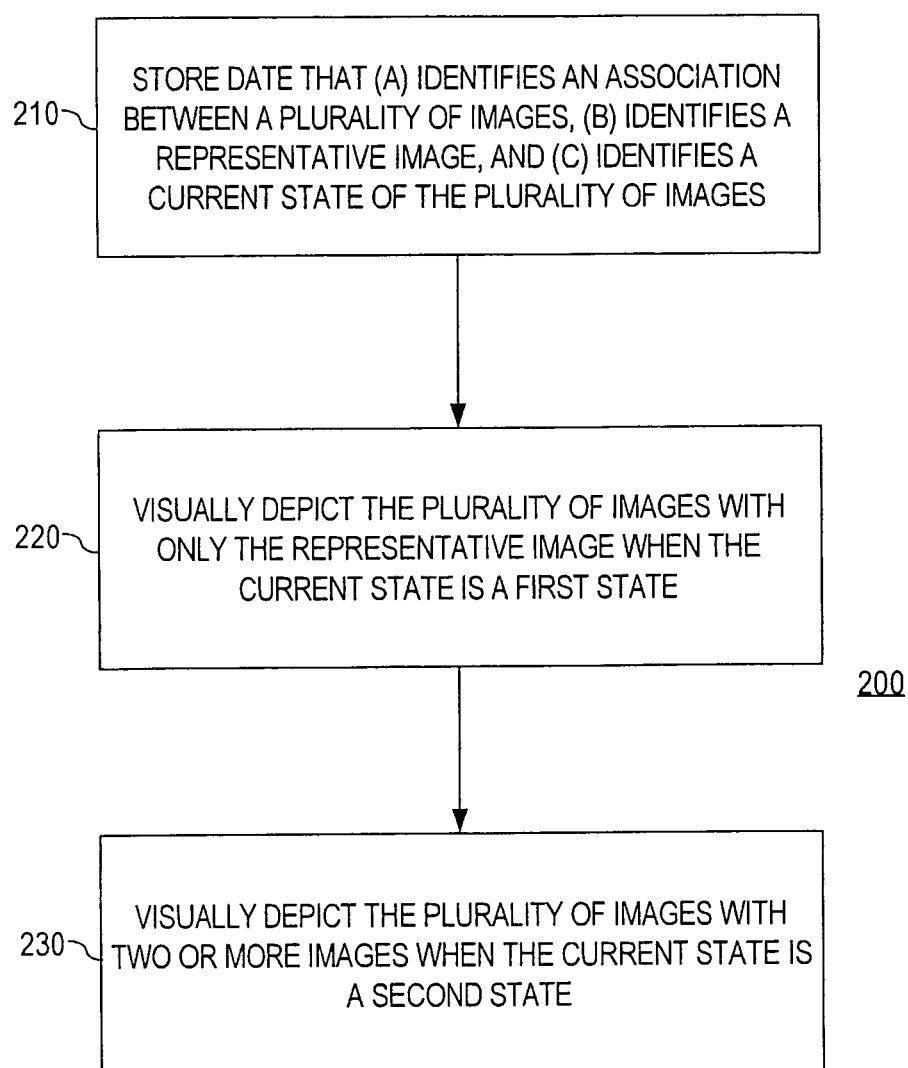 210
STORE DATE THAT (A) IDENTIFIES AN ASSOCIATION
BETWEEN A PLURALITY OF IMAGES, (B) IDENTIFIES A
REPRESENTATIVE IMAGE, AND (C) IDENTIFIES A
CURRENT STATE OF THE PLURALITY OF IMAGES
220
VISUALLY DEPICT THE PLURALITY OF IMAGES WITH
ONLY THE REPRESENTATIVE IMAGE WHEN THE
CURRENT STATE IS A FIRST STATE
200
230
VISUALLY DEPICT THE PLURALITY OF IMAGES WITH
TWO OR MORE IMAGES WHEN THE CURRENT STATE IS
A SECOND STATE